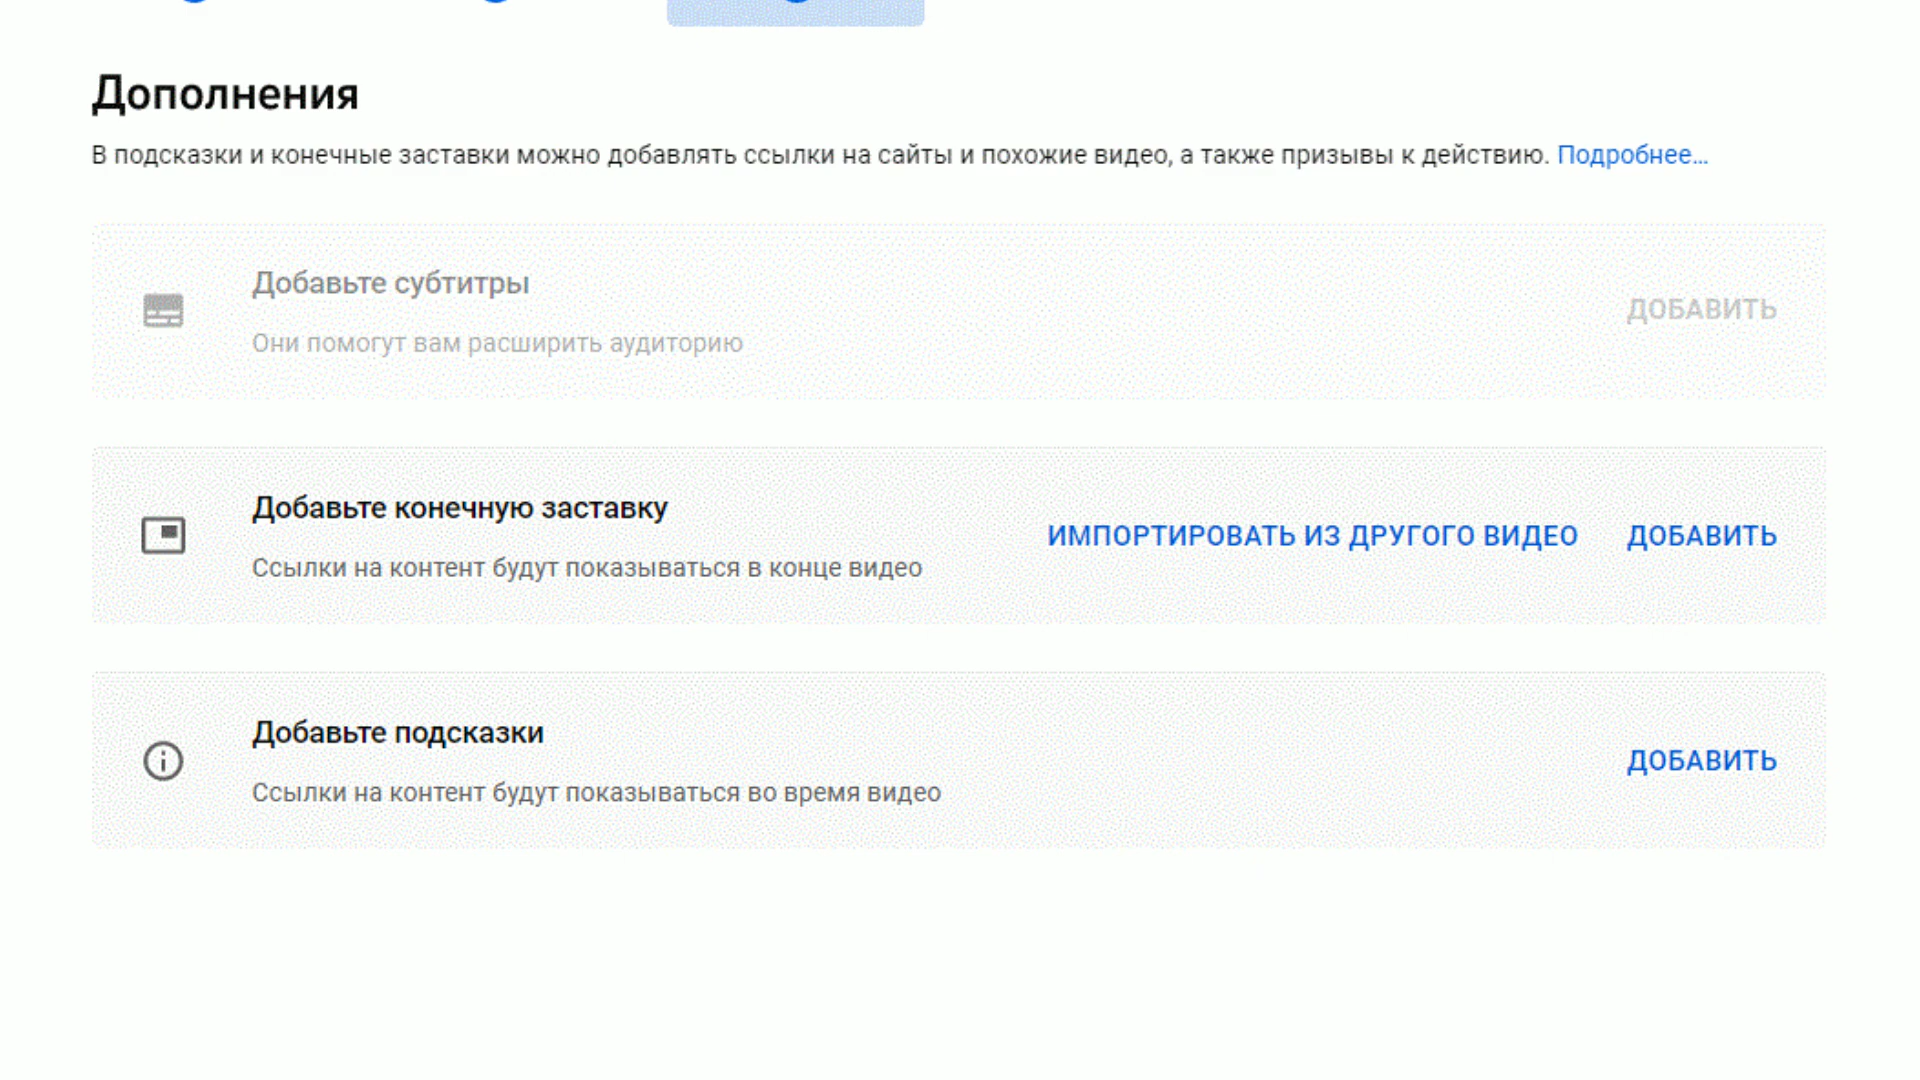 Дополнения
В подсказки и конечные заставки можно добавлять ссылки на сайты и похожие видео, а также призывы к действию. Подробнее...
Добавьте субтитры
Они помогут вам расширить аудиторию
ДОБАВИТЬ
Добавьте конечную заставку
Ссылки на контент будут показываться в конце видео
ИМПОРТИРОВАТЬ ИЗ ДРУГОГО ВИДЕО
ДОБАВИТЬ
Добавьте подсказки
Ссылки на контент будут показываться во время видео
ДОБАВИТЬ